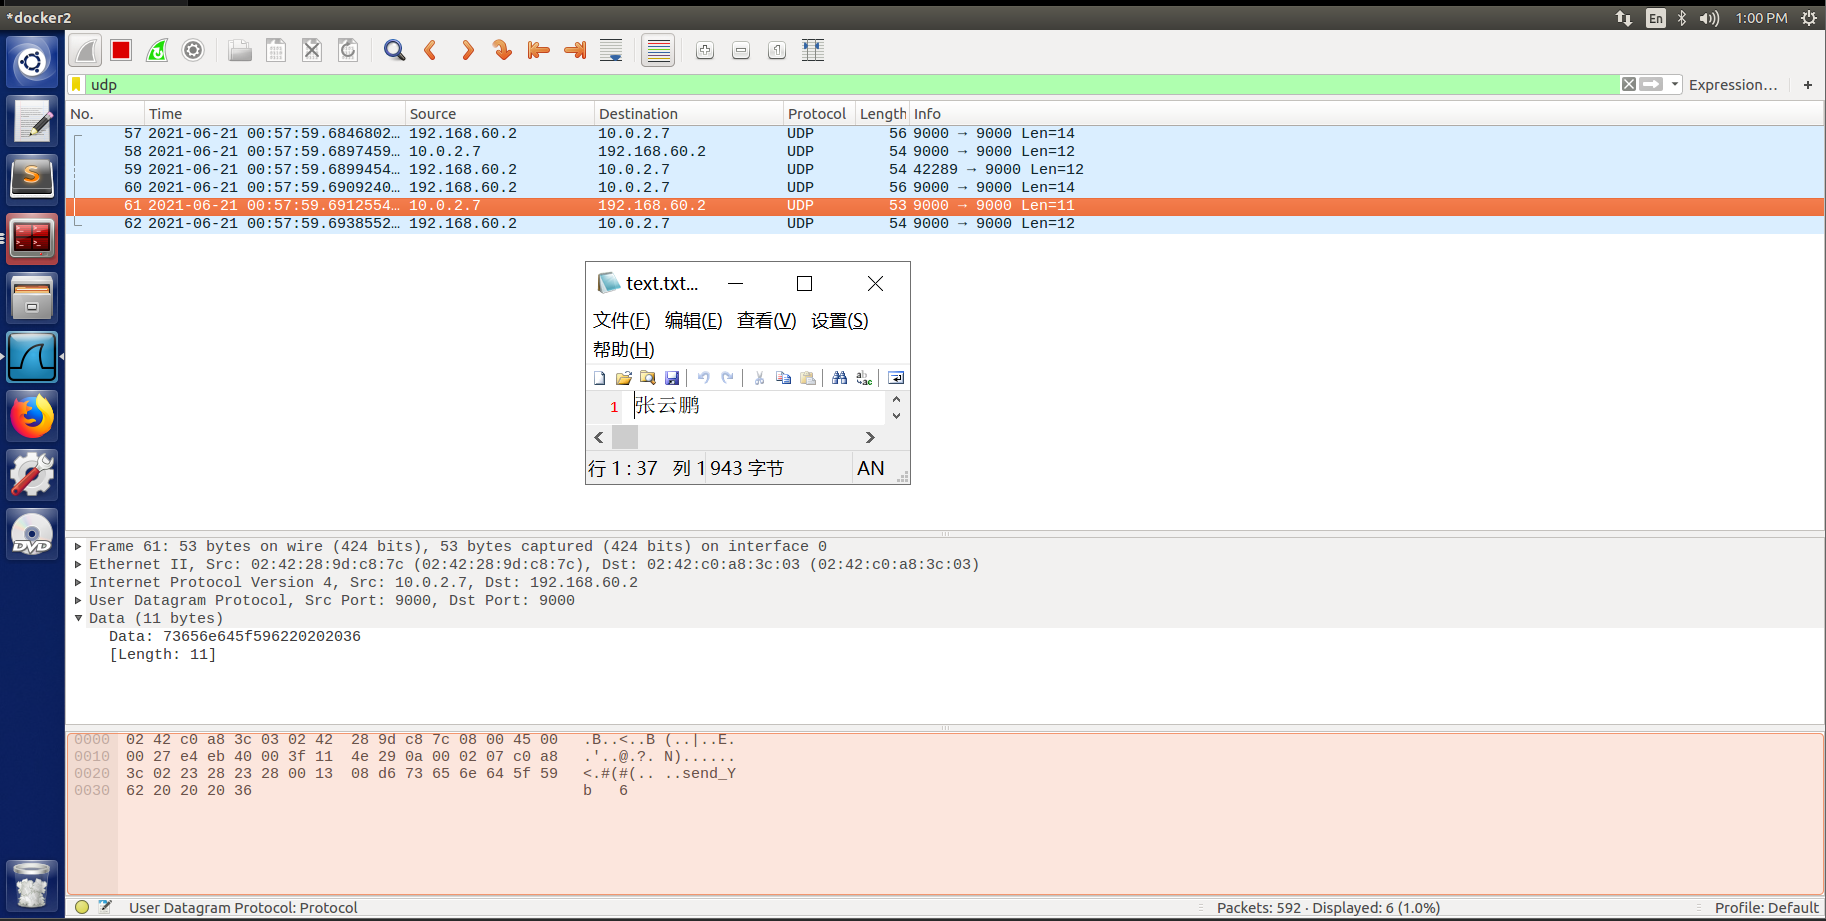 *docker2
En
1:00 PM
udp
Expression…
+
No. Time Source Destination Protocol Length Info
57 2021-06-21 00:57:59.6846802… 192.168.60.2 10.0.2.7 UDP 56 9000 → 9000 Len=14
58 2021-06-21 00:57:59.6897459… 10.0.2.7 192.168.60.2 UDP 54 9000 → 9000 Len=12
59 2021-06-21 00:57:59.6899454… 192.168.60.2 10.0.2.7 UDP 54 42289 → 9000 Len=12
60 2021-06-21 00:57:59.6909240… 192.168.60.2 10.0.2.7 UDP 56 9000 → 9000 Len=14
61 2021-06-21 00:57:59.6912554… 10.0.2.7 192.168.60.2 UDP 53 9000 → 9000 Len=11
62 2021-06-21 00:57:59.6938552… 192.168.60.2 10.0.2.7 UDP 54 9000 → 9000 Len=12
text.txt...
文件(F) 编辑(E) 查看(V) 设置(S)
帮助(H)
1 张云鹏
行 1 : 37 列 1 943 字节 AN
Frame 61: 53 bytes on wire (424 bits), 53 bytes captured (424 bits) on interface 0
Ethernet II, Src: 02:42:28:9d:c8:7c (02:42:28:9d:c8:7c), Dst: 02:42:c0:a8:3c:03 (02:42:c0:a8:3c:03)
Internet Protocol Version 4, Src: 10.0.2.7, Dst: 192.168.60.2
User Datagram Protocol, Src Port: 9000, Dst Port: 9000
Data (11 bytes)
Data: 73656e645f596220202036
[Length: 11]
0000 02 42 c0 a8 3c 03 02 42 28 9d c8 7c 08 00 45 00 .B..<..B (..|..E.
0010 00 27 e4 eb 40 00 3f 11 4e 29 0a 00 02 07 c0 a8 .'..@.?. N)......
0020 3c 02 23 28 23 28 00 13 08 d6 73 65 6e 64 5f 59 <.#(#(.. ..send_Y
0030 62 20 20 20 36 b   6
User Datagram Protocol: Protocol
Packets: 592 · Displayed: 6 (1.0%)
Profile: Default